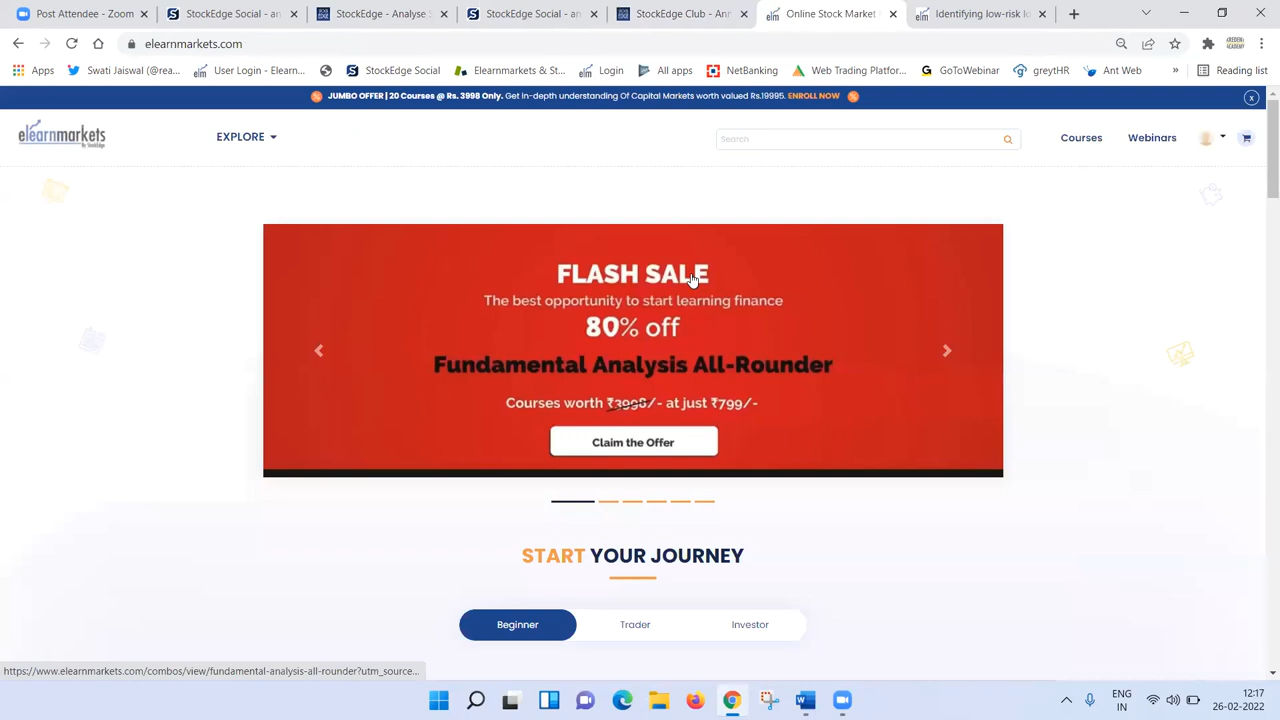 Post Attendee - Zoom
StockEdge Social - an
StockEdge - Analyse S
StockEdge Social - an
StockEdge Club - Ann
Online Stock Market
Identifying low-risk lo
elearnmarkets.com
Apps
Swati Jaiswal (@rea...
User Login - Elearn...
StockEdge Social
Elearnmarkets & St...
Login
All apps
NetBanking
Web Trading Platfor...
GoToWebinar
greytHR
Ant Web
»
Reading list
JUMBO OFFER | 20 Courses @ Rs. 3998 Only. Get in-depth understanding Of Capital Markets worth valued Rs.19995. ENROLL NOW
elearnmarkets
By StockEdge
EXPLORE
Search
Courses
Webinars
FLASH SALE
The best opportunity to start learning finance
80% off
Fundamental Analysis All-Rounder
Courses worth ₹3998/- at just ₹799/-
Claim the Offer
START YOUR JOURNEY
Beginner
Trader
Investor
https://www.elearnmarkets.com/combos/view/fundamental-analysis-all-rounder?utm_source...
ENG
IN
12:17
26-02-2022